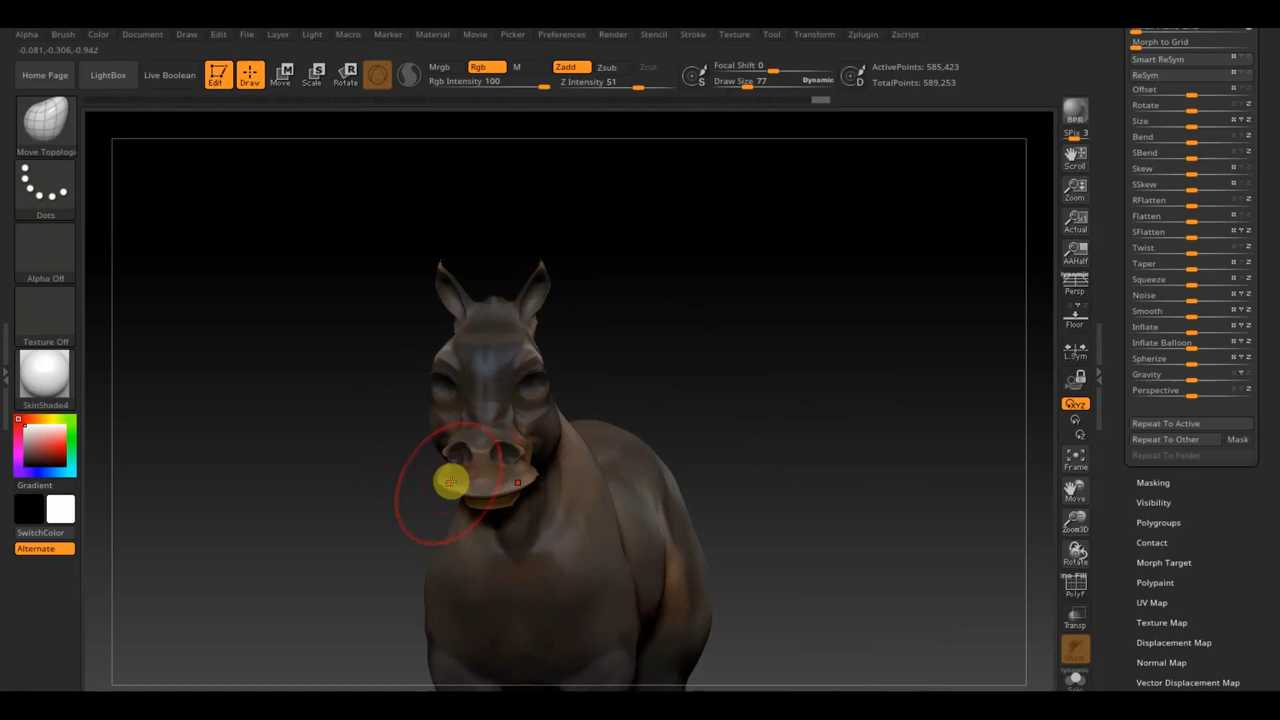 Alpha Brush Color Document Draw Edit File Layer Light Macro Marker Material Movie Picker Preferences Render Stencil Stroke Texture Tool Transform Zplugin Zscript
-0.081,-0.306,-0.942
Home Page LightBox Live Boolean Edit Draw Move Scale Rotate
Mrgb Rgb M
Rgb Intensity 100
Zadd Zsub Zcut
Z Intensity 51
Focal Shift 0
Draw Size 77 Dynamic
ActivePoints: 585,423
TotalPoints: 589,253
Move Topologi
Dots
Alpha Off
Texture Off
SkinShade4
Gradient
SwitchColor
Alternate
BPR
SPix 3
Scroll
Zoom
Actual
AAHalf
Dynamic
Persp
Floor
L.Sym
XYZ
Frame
Move
Zoom3D
Rotate
PolyF
Transp
Ghost
Dynamic
Solo
Morph to Grid
Smart ReSym
ReSym
Offset
Rotate
Size
Bend
SBend
Skew
SSkew
RFlatten
Flatten
SFlatten
Twist
Taper
Squeeze
Noise
Smooth
Inflate
Inflate Balloon
Spherize
Gravity
Perspective
Repeat To Active
Repeat To Other Mask
Repeat To Folder
Masking
Visibility
Polygroups
Contact
Morph Target
Polypaint
UV Map
Texture Map
Displacement Map
Normal Map
Vector Displacement Map